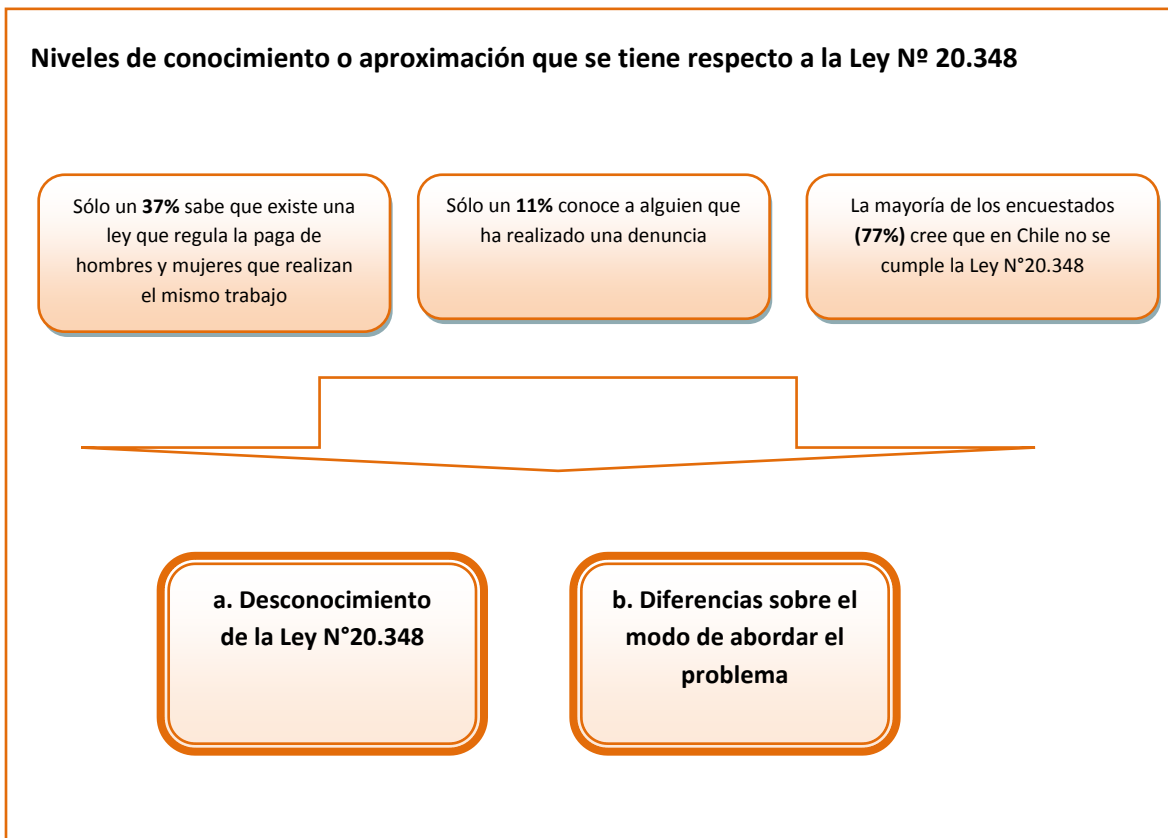 Niveles de conocimiento o aproximación que se tiene respecto a la Ley Nº 20.348
Sólo un 37% sabe que existe una
ley que regula la paga de
hombres y mujeres que realizan
el mismo trabajo
Sólo un 11% conoce a alguien que
ha realizado una denuncia
La mayoría de los encuestados
(77%) cree que en Chile no se
cumple la Ley N°20.348
a. Desconocimiento
de la Ley N°20.348
b. Diferencias sobre el
modo de abordar el
problema